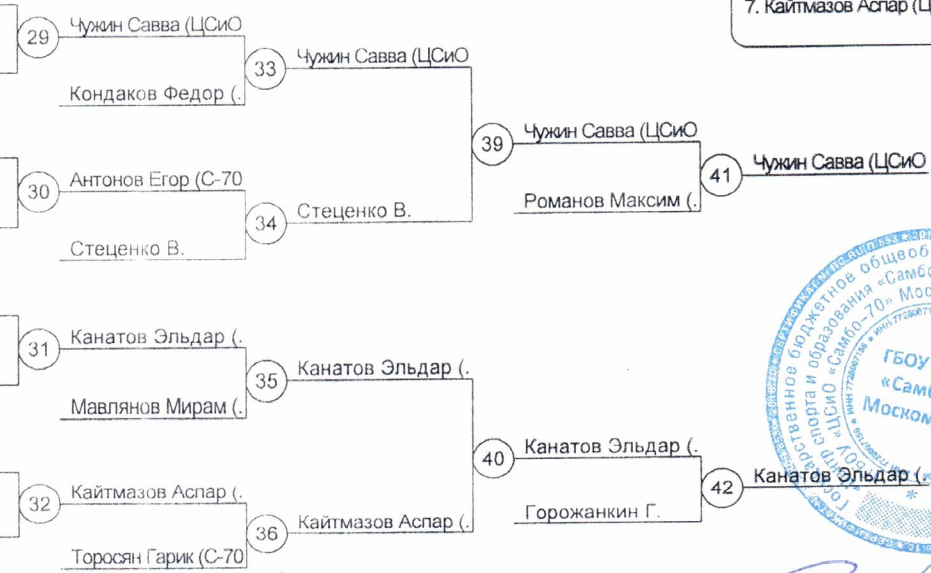 7. Кайтмазов Аспар (Ц
29 Чужин Савва (ЦСиО
Кондаков Федор (.
33 Чужин Савва (ЦСиО
30 Антонов Егор (С-70
Стеценко В.
34 Стеценко В.
39 Чужин Савва (ЦСиО
Романов Максим (.
41 Чужин Савва (ЦСиО
31 Канатов Эльдар (.
Мавлянов Мирам (.
35 Канатов Эльдар (.
32 Кайтмазов Аспар (.
Торосян Гарик (С-70
36 Кайтмазов Аспар (.
40 Канатов Эльдар (.
Горожанкин Г.
42 Канатов Эльдар (.
ГБОУ
«Самб
Моском